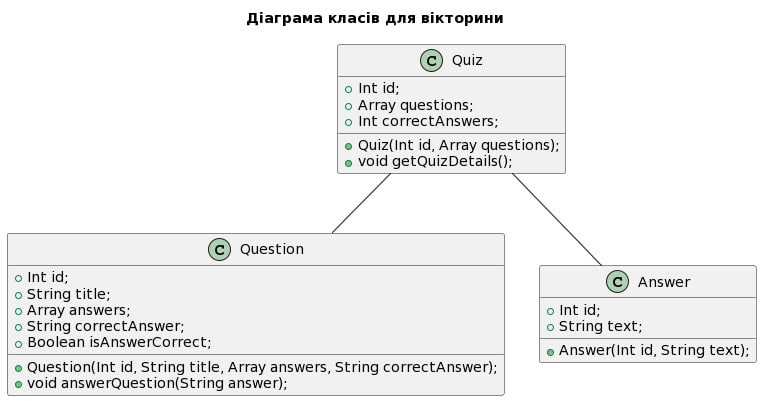 Діаграма класів для вікторини
C Quiz
Int id;
Array questions;
Int correctAnswers;
Quiz(Int id, Array questions);
void getQuizDetails();
C Question
Int id;
String title;
Array answers;
String correctAnswer;
Boolean isAnswerCorrect;
Question(Int id, String title, Array answers, String correctAnswer);
void answerQuestion(String answer);
C Answer
Int id;
String text;
Answer(Int id, String text);